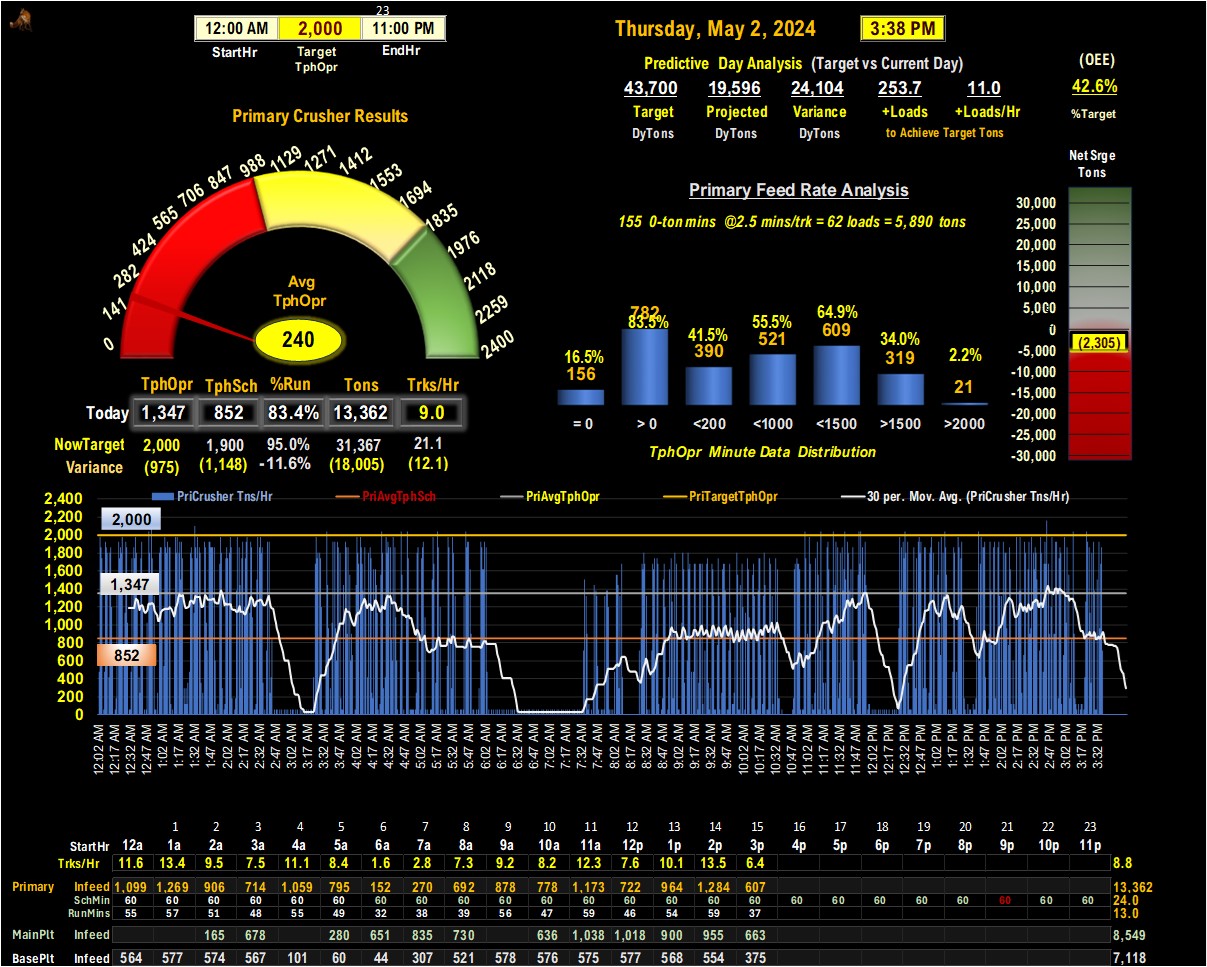 23
12:00 AM 2,000 11:00 PM
StartHr Target TphOpr EndHr
Thursday, May 2, 2024 3:38 PM
Predictive Day Analysis (Target vs Current Day)
43,700 19,596 24,104 253.7 11.0
Target Projected Variance +Loads +Loads/Hr
DyTons DyTons DyTons to Achieve Target Tons
(OEE)
42.6%
%Target
Primary Crusher Results
0 141 282 424 565 706 847 988 1129 1271 1412 1553 1694 1835 1976 2118 2259 2400
Avg
TphOpr
240
TphOpr TphSch %Run Tons Trks/Hr
Today 1,347 852 83.4% 13,362 9.0
NowTarget 2,000 1,900 95.0% 31,367 21.1
Variance (975) (1,148) -11.6% (18,005) (12.1)
Primary Feed Rate Analysis
155 0-ton mins @2.5 mins/trk = 62 loads = 5,890 tons
16.5% 83.5% 41.5% 55.5% 64.9% 34.0% 2.2%
156 782 390 521 609 319 21
= 0 > 0 <200 <1000 <1500 >1500 >2000
TphOpr Minute Data Distribution
Net Srge
Tons
30,000
25,000
20,000
15,000
10,000
5,000
0
(2,305)
-5,000
-10,000
-15,000
-20,000
-25,000
-30,000
PriCrusher Tns/Hr PriAvgTphSch PriAvgTphOpr PriTargetTphOpr 30 per. Mov. Avg. (PriCrusher Tns/Hr)
2,400
2,200
2,000
1,800
1,600
1,400
1,200
1,000
800
600
400
200
0
2,000
1,347
852
12:02 AM 12:17 AM 12:32 AM 12:47 AM 1:02 AM 1:17 AM 1:32 AM 1:47 AM 2:02 AM 2:17 AM 2:32 AM 2:47 AM 3:02 AM 3:17 AM 3:32 AM 3:47 AM 4:02 AM 4:17 AM 4:32 AM 4:47 AM 5:02 AM 5:17 AM 5:32 AM 5:47 AM 6:02 AM 6:17 AM 6:32 AM 6:47 AM 7:02 AM 7:17 AM 7:32 AM 7:47 AM 8:02 AM 8:17 AM 8:32 AM 8:47 AM 9:02 AM 9:17 AM 9:32 AM 9:47 AM 10:02 AM 10:17 AM 10:32 AM 10:47 AM 11:02 AM 11:17 AM 11:32 AM 11:47 AM 12:02 PM 12:17 PM 12:32 PM 12:47 PM 1:02 PM 1:17 PM 1:32 PM 1:47 PM 2:02 PM 2:17 PM 2:32 PM 2:47 PM 3:02 PM 3:17 PM 3:32 PM
1 2 3 4 5 6 7 8 9 10 11 12 13 14 15 16 17 18 19 20 21 22 23
StartHr 12a 1a 2a 3a 4a 5a 6a 7a 8a 9a 10a 11a 12p 1p 2p 3p 4p 5p 6p 7p 8p 9p 10p 11p
Trks/Hr 11.6 13.4 9.5 7.5 11.1 8.4 1.6 2.8 7.3 9.2 8.2 12.3 7.6 10.1 13.5 6.4 8.8
Primary Infeed 1,099 1,269 906 714 1,059 795 152 270 692 878 778 1,173 722 964 1,284 607 13,362
SchMin 60 60 60 60 60 60 60 60 60 60 60 60 60 60 60 60 60 60 60 60 60 60 60 60 24.0
RunMins 55 57 51 48 55 49 32 38 39 56 47 59 46 54 59 37 13.0
MainPlt Infeed 165 678 280 651 835 730 636 1,038 1,018 900 955 663 8,549
BasePlt Infeed 564 577 574 567 101 60 44 307 521 578 576 575 577 568 554 375 7,118